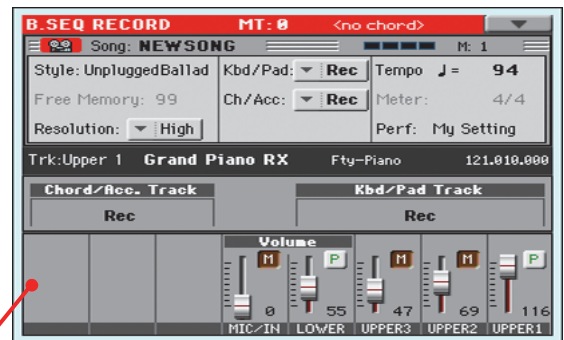 B.SEQ RECORD MT: 0 <no chord>
Song: NEWSONG M: 1
Style: UnpluggedBallad Kbd/Pad: Rec Tempo ♩ = 94
Free Memory: 99 Ch/Acc: Rec Meter: 4/4
Resolution: High Perf: My Setting
Trk:Upper 1 Grand Piano RX Fty-Piano 121.010.000
Chord/Acc. Track Kbd/Pad Track
Rec Rec
Volume
M P M M P
0 55 47 69 116
MIC/IN LOWER UPPER3 UPPER2 UPPER1